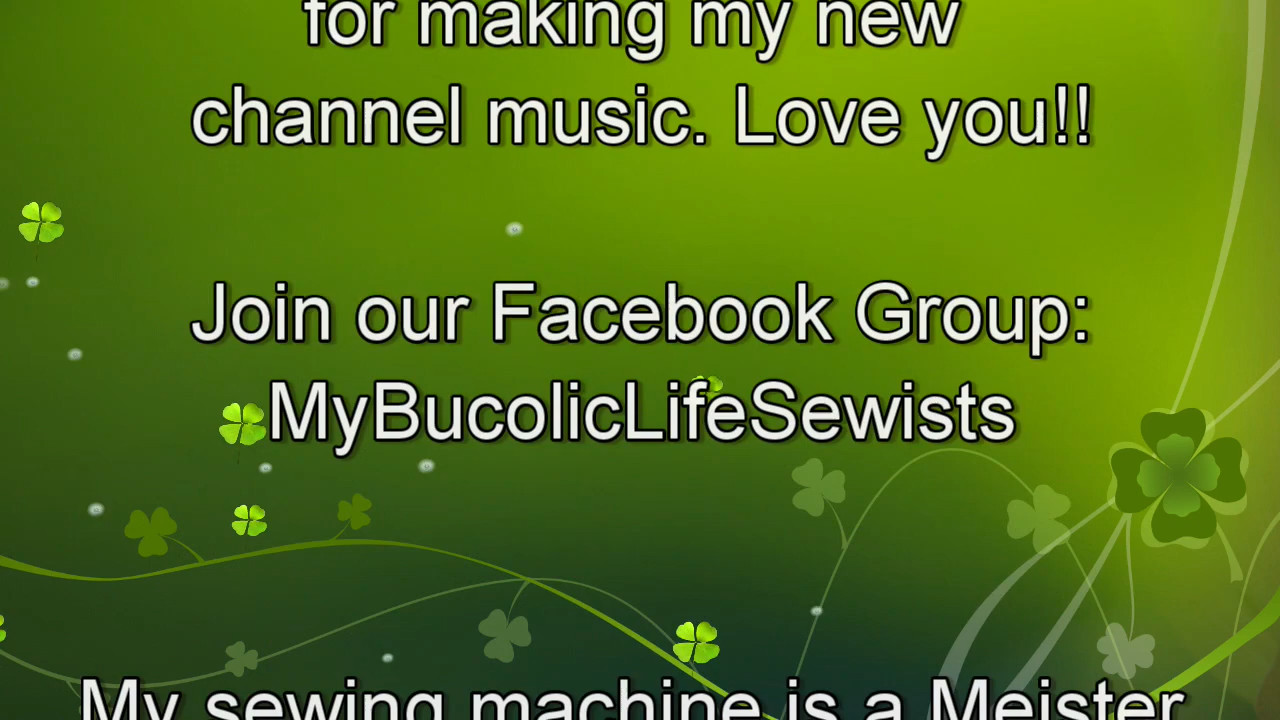 for making my new
channel music. Love you!!
Join our Facebook Group:
MyBucolicLifeSewists
My sewing machine is a Meister